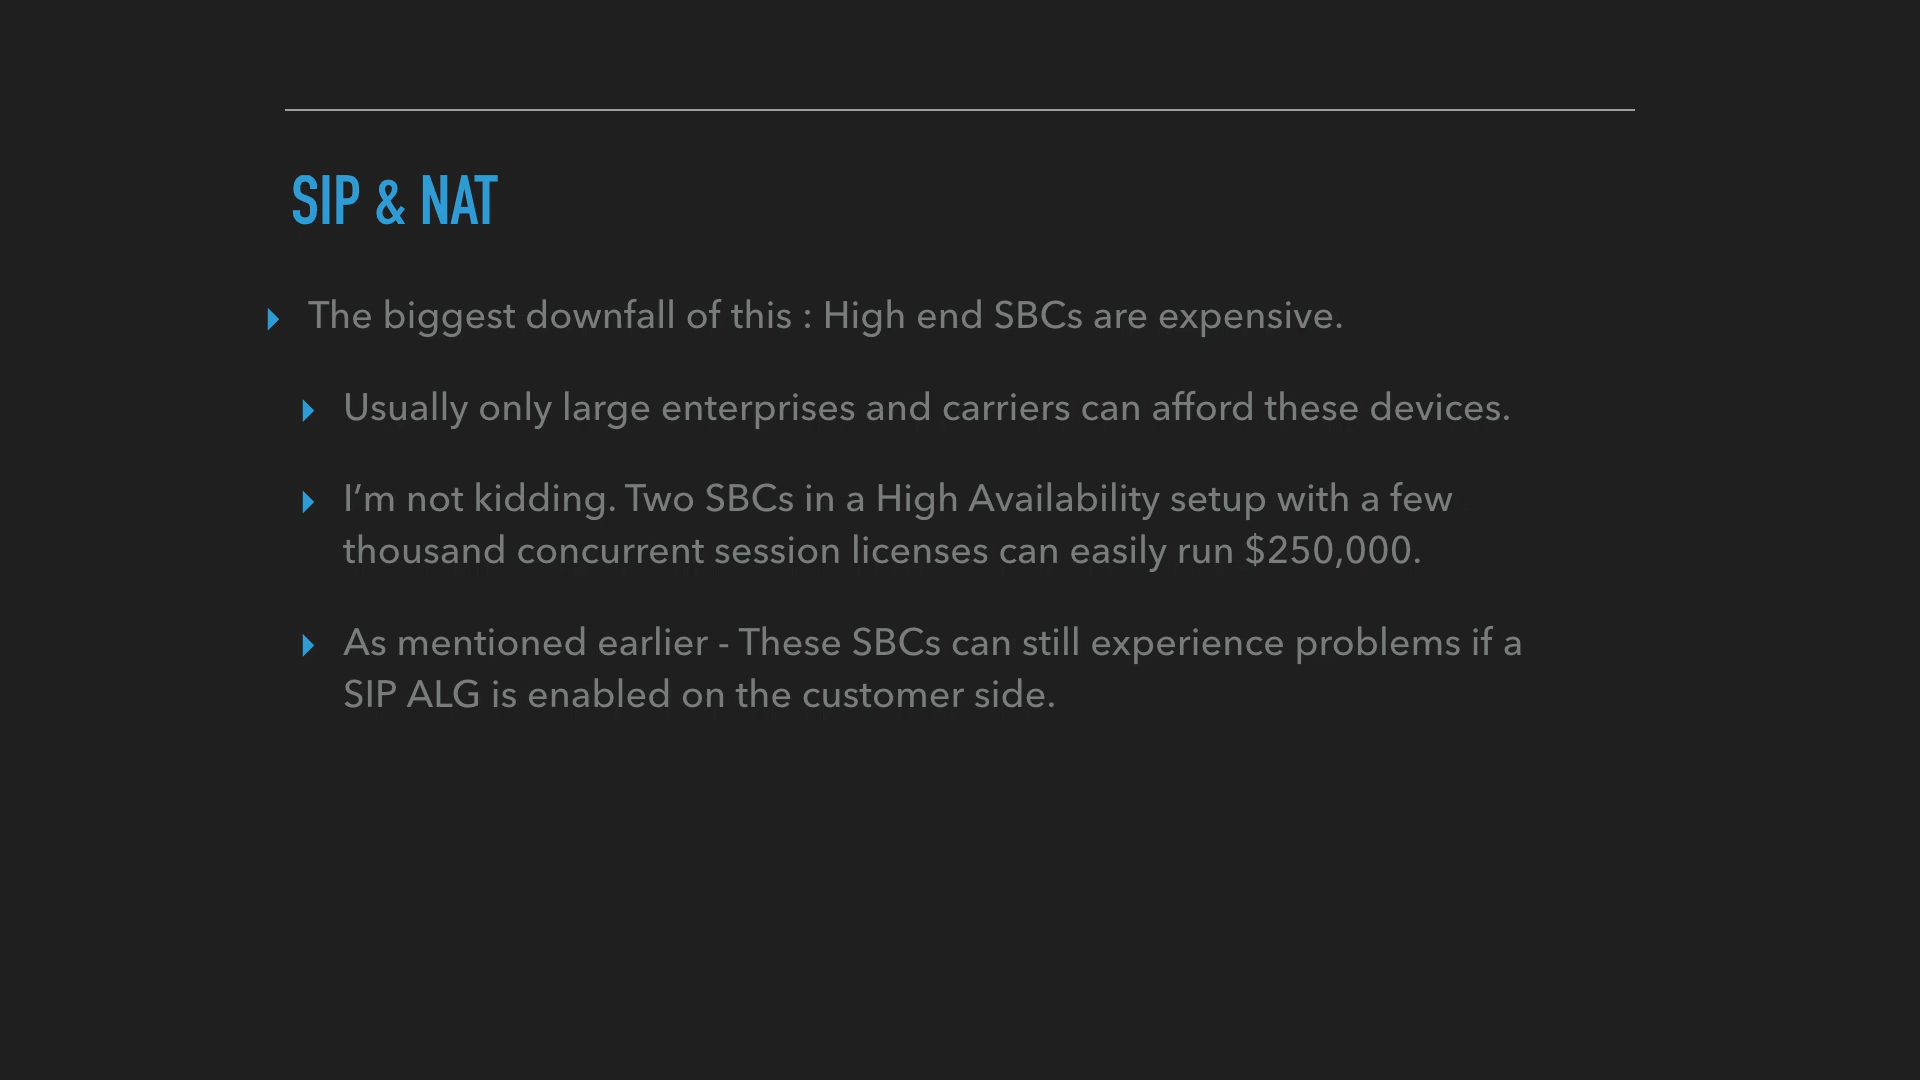 SIP & NAT
The biggest downfall of this : High end SBCs are expensive.
Usually only large enterprises and carriers can afford these devices.
I’m not kidding. Two SBCs in a High Availability setup with a few
thousand concurrent session licenses can easily run $250,000.
As mentioned earlier - These SBCs can still experience problems if a
SIP ALG is enabled on the customer side.